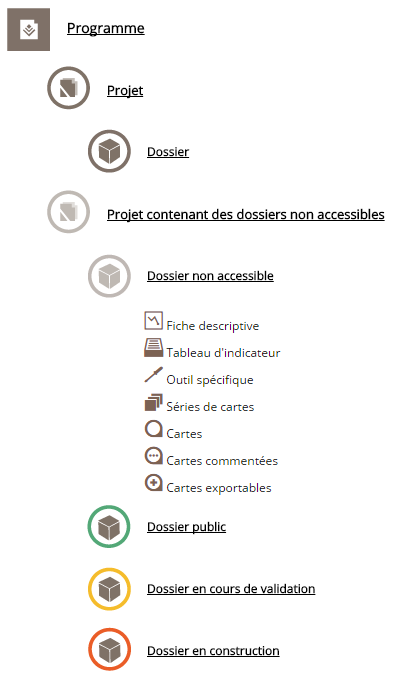 Programme
Projet
Dossier
Projet contenant des dossiers non accessibles
Dossier non accessible
Fiche descriptive
Tableau d'indicateur
Outil spécifique
Séries de cartes
Cartes
Cartes commentées
Cartes exportables
Dossier public
Dossier en cours de validation
Dossier en construction